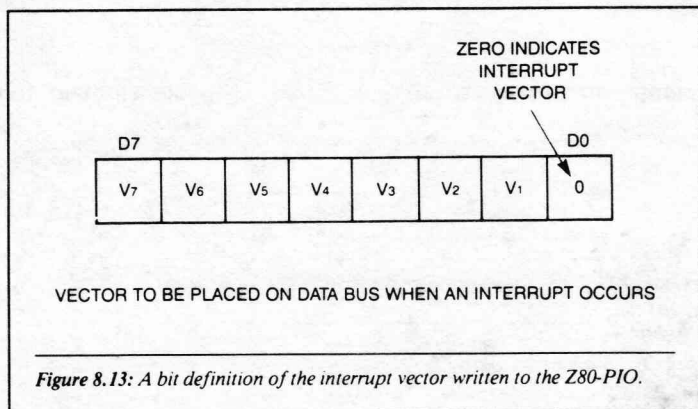 ZERO INDICATES
INTERRUPT
VECTOR
D7 D0
V7 V6 V5 V4 V3 V2 V1 0
VECTOR TO BE PLACED ON DATA BUS WHEN AN INTERRUPT OCCURS
Figure 8.13: A bit definition of the interrupt vector written to the Z80-PIO.